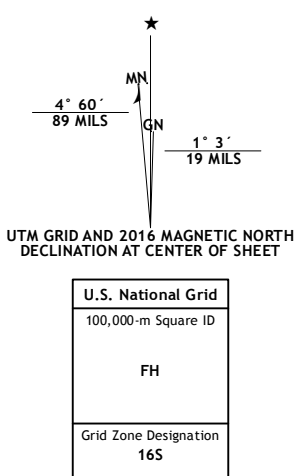 MN
4° 60´
89 MILS
GN
1° 3´
19 MILS
UTM GRID AND 2016 MAGNETIC NORTH
DECLINATION AT CENTER OF SHEET
U.S. National Grid
100,000-m Square ID
FH
Grid Zone Designation
16S